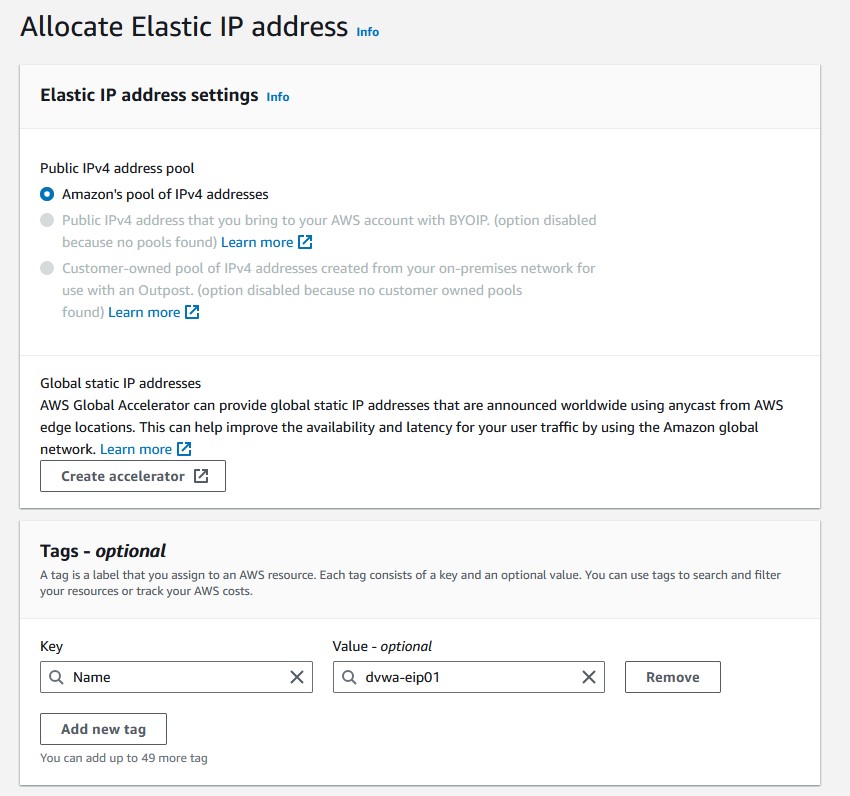 Allocate Elastic IP address Info
Elastic IP address settings Info
Public IPv4 address pool
Amazon's pool of IPv4 addresses
Public IPv4 address that you bring to your AWS account with BYOIP. (option disabled
because no pools found) Learn more
Customer-owned pool of IPv4 addresses created from your on-premises network for
use with an Outpost. (option disabled because no customer owned pools
found) Learn more
Global static IP addresses
AWS Global Accelerator can provide global static IP addresses that are announced worldwide using anycast from AWS
edge locations. This can help improve the availability and latency for your user traffic by using the Amazon global
network. Learn more
Create accelerator
Tags - optional
A tag is a label that you assign to an AWS resource. Each tag consists of a key and an optional value. You can use tags to search and filter
your resources or track your AWS costs.
Key Value - optional
Name dvwa-eip01 Remove
Add new tag
You can add up to 49 more tag